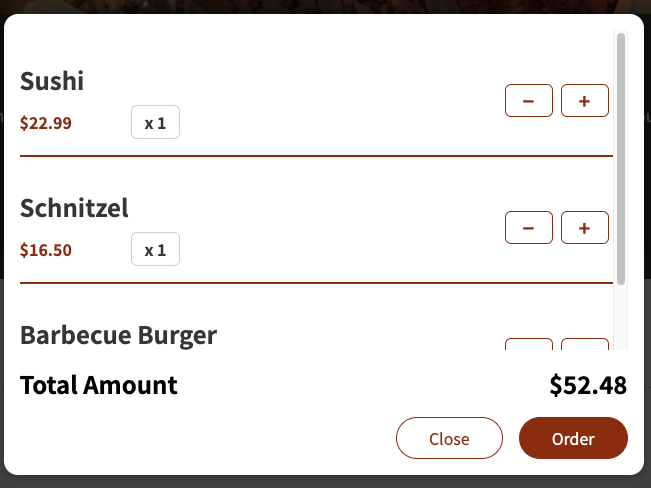 Sushi
$22.99 x 1 − +
Schnitzel
$16.50 x 1 − +
Barbecue Burger
Total Amount $52.48
Close Order